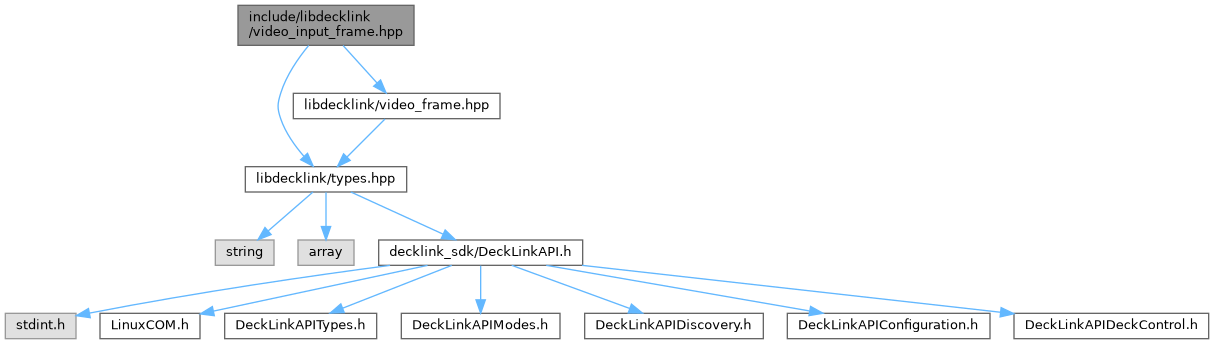 include/libdecklink
/video_input_frame.hpp
libdecklink/video_frame.hpp
libdecklink/types.hpp
string
array
decklink_sdk/DeckLinkAPI.h
stdint.h
LinuxCOM.h
DeckLinkAPITypes.h
DeckLinkAPIModes.h
DeckLinkAPIDiscovery.h
DeckLinkAPIConfiguration.h
DeckLinkAPIDeckControl.h